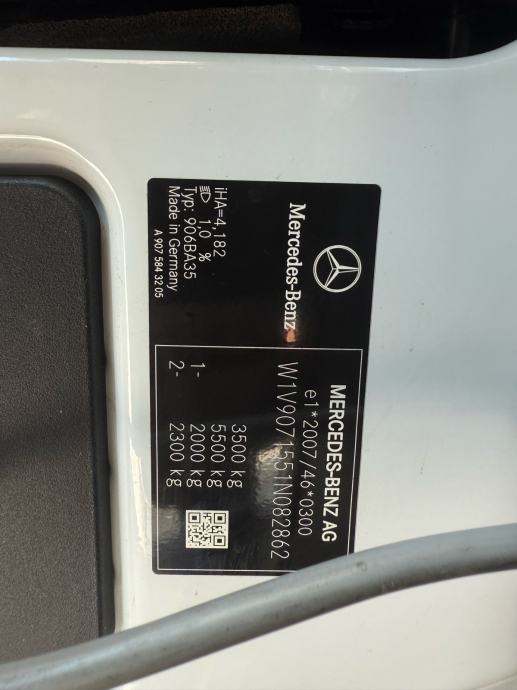 Mercedes-Benz
iHA=4,182
1,0 %
Typ: 906BA35
Made in Germany
A 907 584 32 05
MERCEDES-BENZ AG
e1*2007/46*0300
W1V9071551N082862
3500 kg
5500 kg
1- 2000 kg
2- 2300 kg